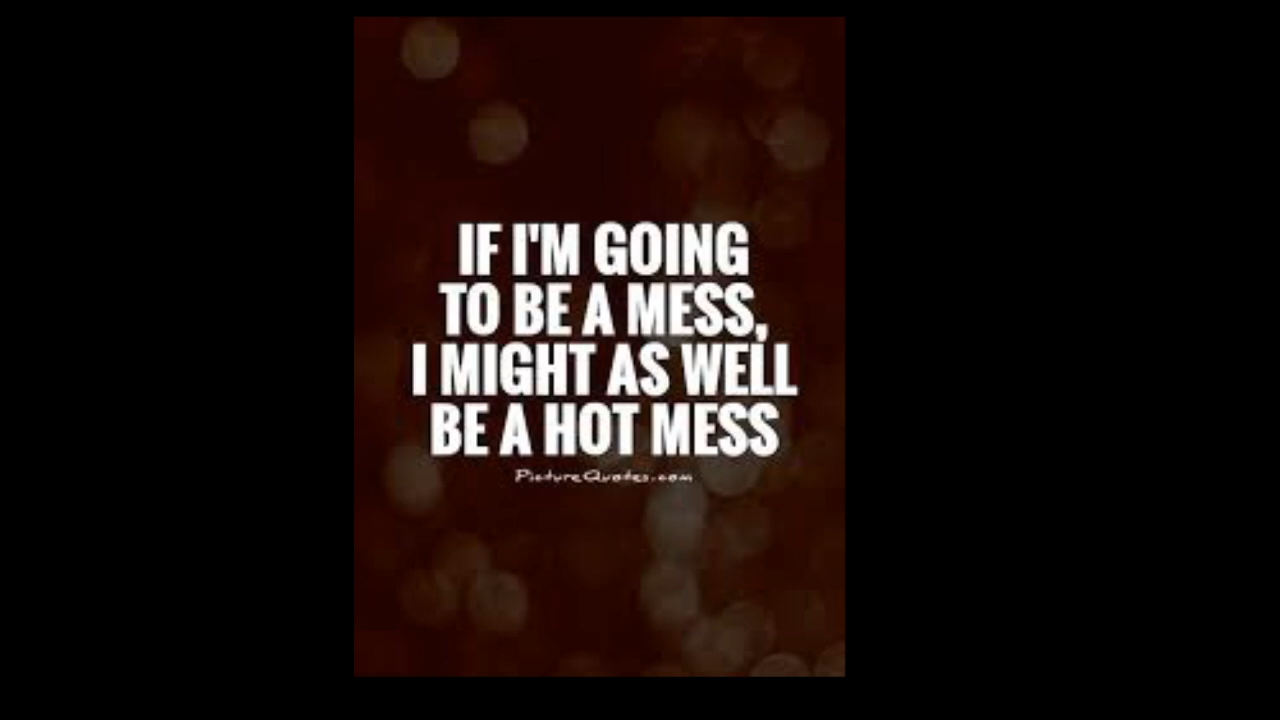 IF I'M GOING
TO BE A MESS,
I MIGHT AS WELL
BE A HOT MESS
PictureQuotes.com